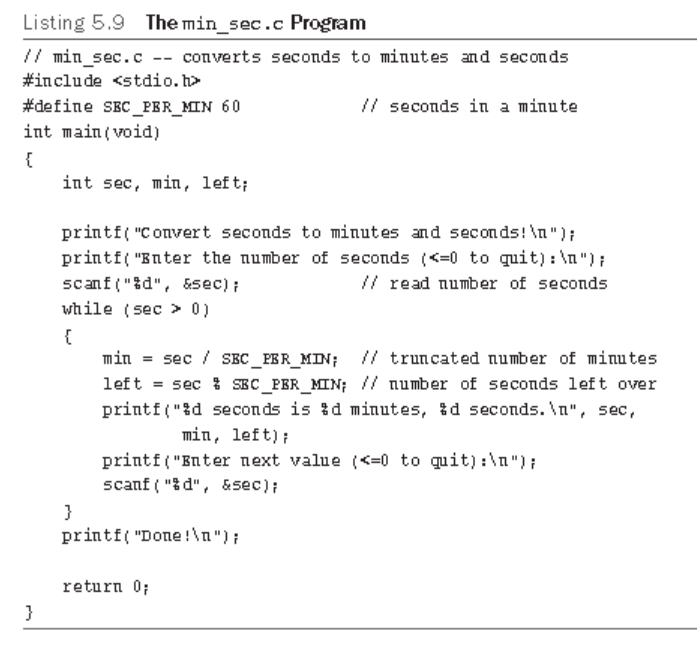 Listing 5.9 The min_sec.c Program
// min_sec.c -- converts seconds to minutes and seconds
#include <stdio.h>
#define SEC_PER_MIN 60 // seconds in a minute
int main(void)
{
int sec, min, left;
printf("Convert seconds to minutes and seconds!\n");
printf("Enter the number of seconds (<=0 to quit):\n");
scanf("%d", &sec); // read number of seconds
while (sec > 0)
{
min = sec / SEC_PER_MIN; // truncated number of minutes
left = sec % SEC_PER_MIN; // number of seconds left over
printf("%d seconds is %d minutes, %d seconds.\n", sec,
min, left);
printf("Enter next value (<=0 to quit):\n");
scanf("%d", &sec);
}
printf("Done!\n");
return 0;
}